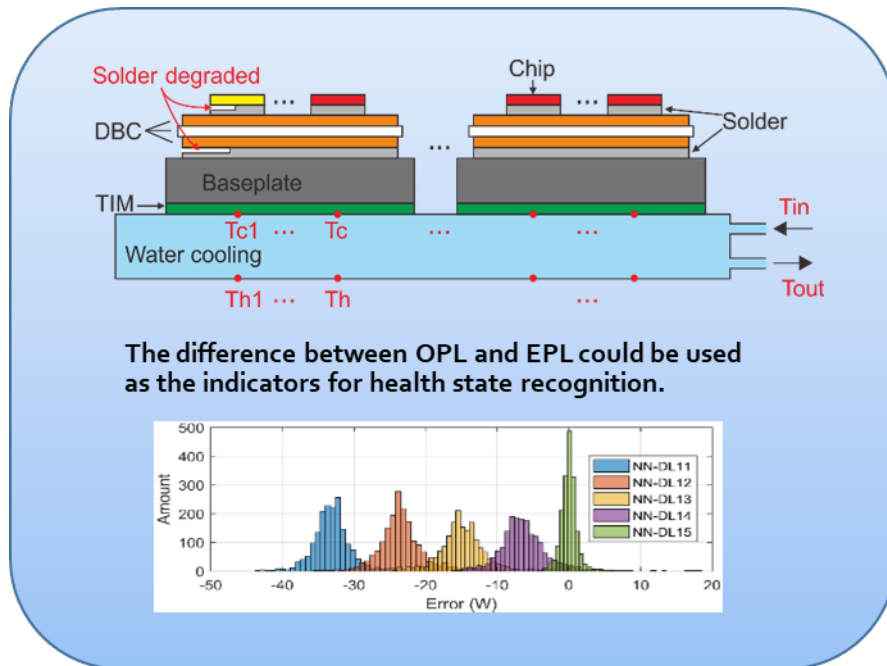 Solder degraded
...
Chip
...
DBC
...
Solder
Baseplate
TIM
Tc1 ... Tc ... ...
Tin
Water cooling
Tout
Th1 ... Th ...
The difference between OPL and EPL could be used
as the indicators for health state recognition.
500
400
300
200
100
0
Amount
NN-DL11
NN-DL12
NN-DL13
NN-DL14
NN-DL15
-50 -40 -30 -20 -10 0 10 20
Error (W)